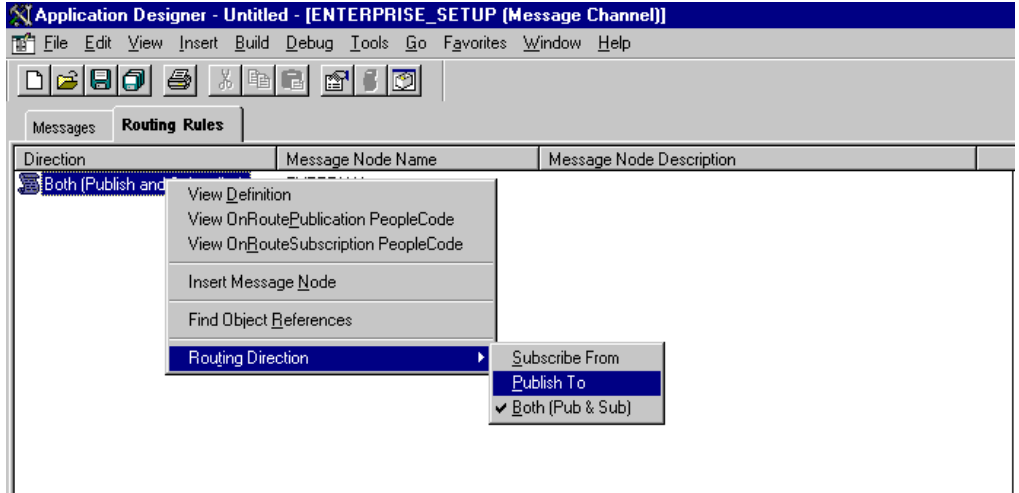 Application Designer - Untitled - [ENTERPRISE_SETUP (Message Channel)]
File Edit View Insert Build Debug Tools Go Favorites Window Help
Messages Routing Rules
Direction Message Node Name Message Node Description
Both (Publish and
View Definition
View OnRoutePublication PeopleCode
View OnRouteSubscription PeopleCode
Insert Message Node
Find Object References
Routing Direction
Subscribe From
Publish To
Both (Pub & Sub)